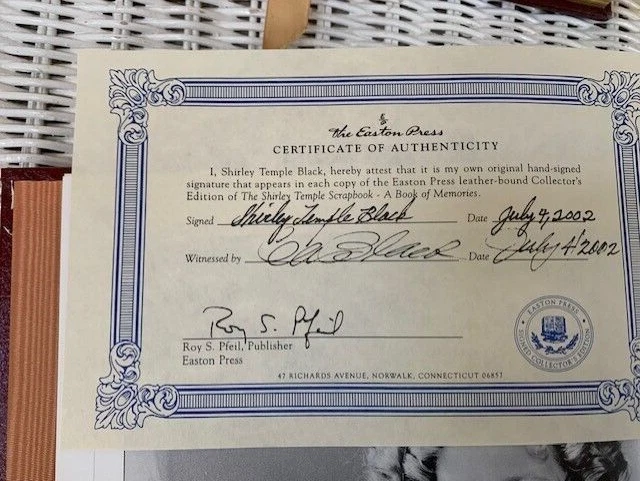 the Easton Press
CERTIFICATE OF AUTHENTICITY
I, Shirley Temple Black, hereby attest that it is my own original hand-signed
signature that appears in each copy of the Easton Press leather-bound Collector's
Edition of The Shirley Temple Scrapbook - A Book of Memories.
Signed Shirley Temple Black Date July 4, 2002
Witnessed by Black Date July 4, 2002
Roy S. Pfeil
Roy S. Pfeil, Publisher
Easton Press
EASTON PRESS
SIGNED COLLECTOR'S EDITION
47 RICHARDS AVENUE, NORWALK, CONNECTICUT 06857